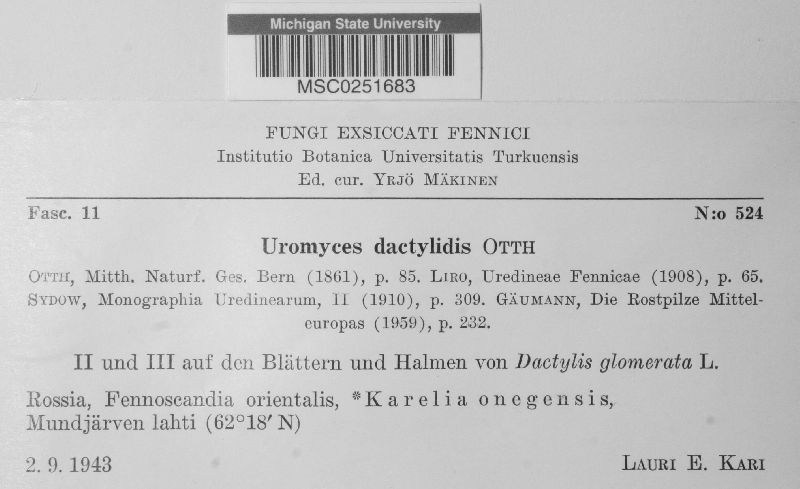 Michigan State University
MSC0251683
FUNGI EXSICCATI FENNICI
Institutio Botanica Universitatis Turkuensis
Ed. cur. YRJÖ MÄKINEN
Fasc. 11 N:o 524
Uromyces dactylidis OTTH
OTTH, Mitth. Naturf. Ges. Bern (1861), p. 85. LIRO, Uredineae Fennicae (1908), p. 65.
SYDOW, Monographia Uredinearum, II (1910), p. 309. GÄUMANN, Die Rostpilze Mittel-
europas (1959), p. 232.
II und III auf den Blättern und Halmen von Dactylis glomerata L.
Rossia, Fennoscandia orientalis, *Karelia onegensis,
Mundjärven lahti (62°18′ N)
2. 9. 1943 LAURI E. KARI